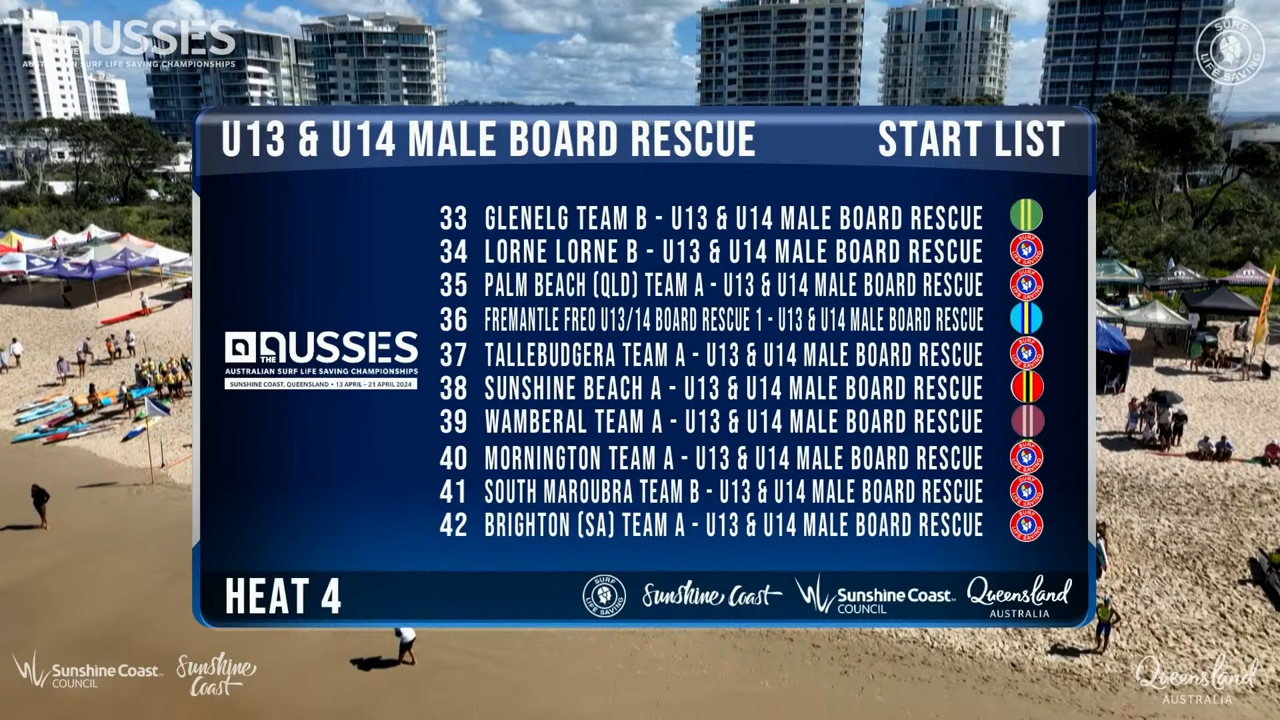 THE AUSSIES
AUSTRALIAN SURF LIFE SAVING CHAMPIONSHIPS
SURF LIFE SAVING
U13 & U14 MALE BOARD RESCUE START LIST
33 GLENELG TEAM B - U13 & U14 MALE BOARD RESCUE
34 LORNE LORNE B - U13 & U14 MALE BOARD RESCUE
35 PALM BEACH (QLD) TEAM A - U13 & U14 MALE BOARD RESCUE
36 FREMANTLE FREO U13/14 BOARD RESCUE 1 - U13 & U14 MALE BOARD RESCUE
37 TALLEBUDGERA TEAM A - U13 & U14 MALE BOARD RESCUE
38 SUNSHINE BEACH A - U13 & U14 MALE BOARD RESCUE
39 WAMBERAL TEAM A - U13 & U14 MALE BOARD RESCUE
40 MORNINGTON TEAM A - U13 & U14 MALE BOARD RESCUE
41 SOUTH MAROUBRA TEAM B - U13 & U14 MALE BOARD RESCUE
42 BRIGHTON (SA) TEAM A - U13 & U14 MALE BOARD RESCUE
THE AUSSIES
AUSTRALIAN SURF LIFE SAVING CHAMPIONSHIPS
SUNSHINE COAST, QUEENSLAND • 13 APRIL - 21 APRIL 2024
HEAT 4
SURF LIFE SAVING
Sunshine Coast
Sunshine Coast
COUNCIL
Queensland
AUSTRALIA
Sunshine Coast
COUNCIL
Sunshine
Coast
Queensland
AUSTRALIA